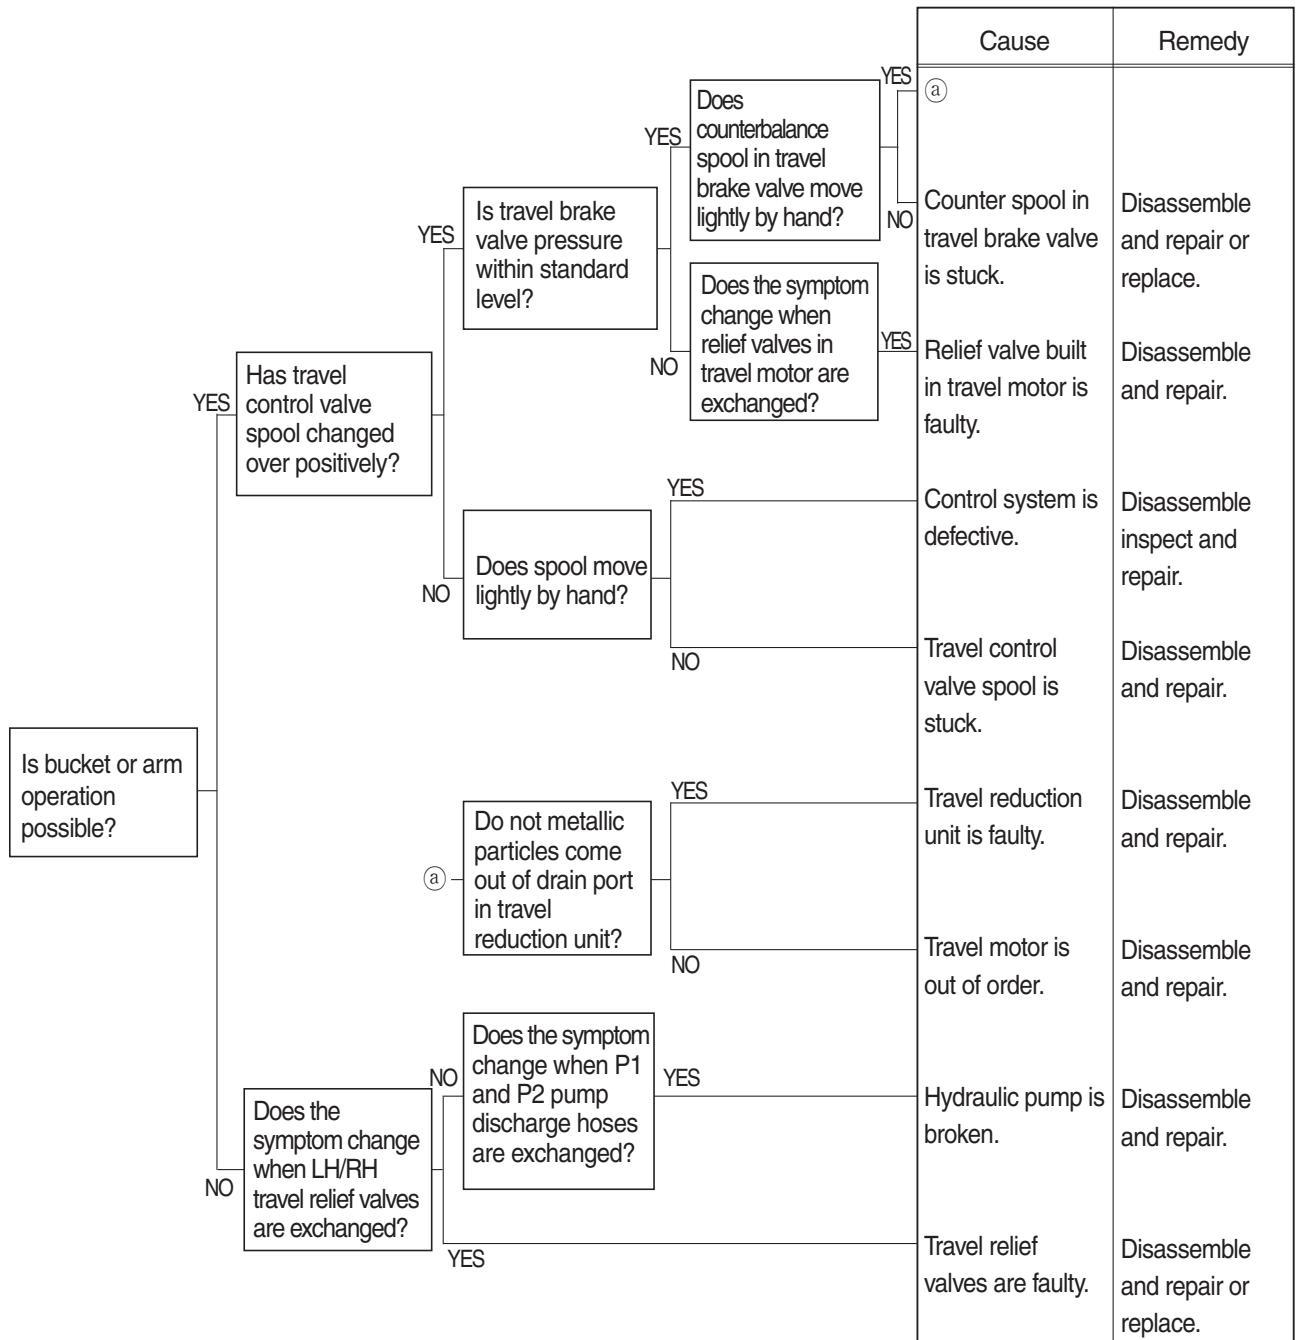 Cause
Remedy
YES
ⓐ
Does
counterbalance
spool in travel
brake valve move
lightly by hand?
YES
NO
Counter spool in
travel brake valve
is stuck.
Disassemble
and repair or
replace.
Is travel brake
valve pressure
within standard
level?
YES
Does the symptom
change when
relief valves in
travel motor are
exchanged?
NO
YES
Relief valve built
in travel motor is
faulty.
Disassemble
and repair.
Has travel
control valve
spool changed
over positively?
YES
YES
Control system is
defective.
Disassemble
inspect and
repair.
Does spool move
lightly by hand?
NO
NO
Travel control
valve spool is
stuck.
Disassemble
and repair.
Is bucket or arm
operation
possible?
YES
Travel reduction
unit is faulty.
Disassemble
and repair.
ⓐ
Do not metallic
particles come
out of drain port
in travel
reduction unit?
NO
Travel motor is
out of order.
Disassemble
and repair.
Does the symptom
change when P1
and P2 pump
discharge hoses
are exchanged?
NO
YES
Hydraulic pump is
broken.
Disassemble
and repair.
Does the
symptom change
when LH/RH
travel relief valves
are exchanged?
NO
YES
Travel relief
valves are faulty.
Disassemble
and repair or
replace.